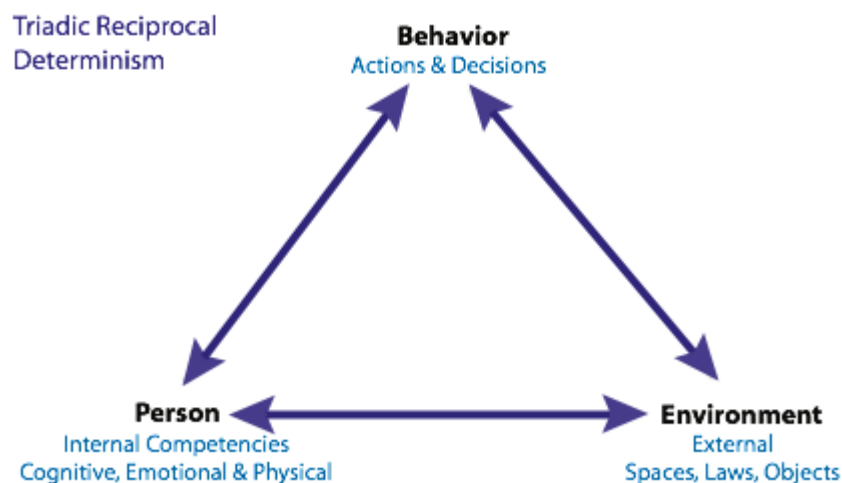 Triadic Reciprocal
Determinism
Behavior
Actions & Decisions
Person
Internal Competencies
Cognitive, Emotional & Physical
Environment
External
Spaces, Laws, Objects